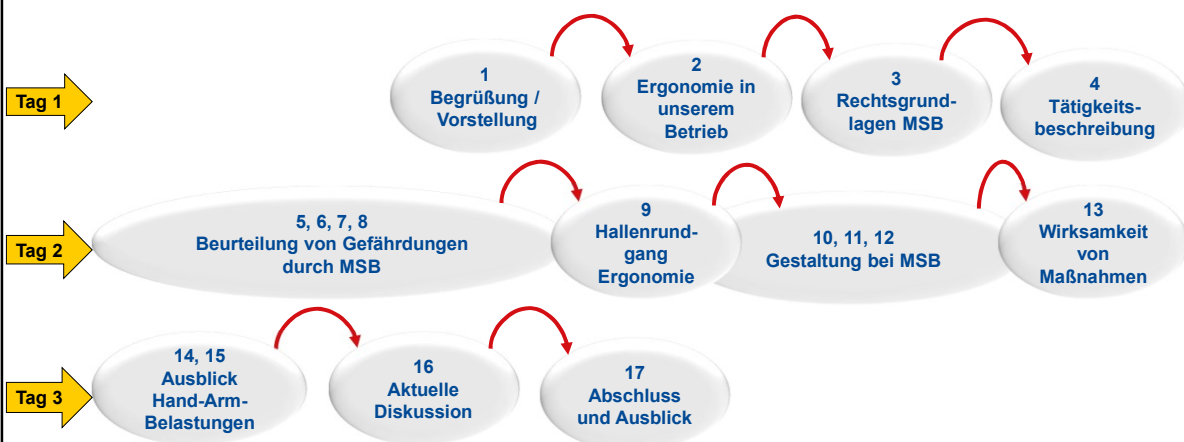 Tag 1
1
Begrüßung /
Vorstellung
2
Ergonomie in
unserem
Betrieb
3
Rechtsgrund-
lagen MSB
4
Tätigkeits-
beschreibung
Tag 2
5, 6, 7, 8
Beurteilung von Gefährdungen
durch MSB
9
Hallenrund-
gang
Ergonomie
10, 11, 12
Gestaltung bei MSB
13
Wirksamkeit
von
Maßnahmen
Tag 3
14, 15
Ausblick
Hand-Arm-
Belastungen
16
Aktuelle
Diskussion
17
Abschluss
und Ausblick